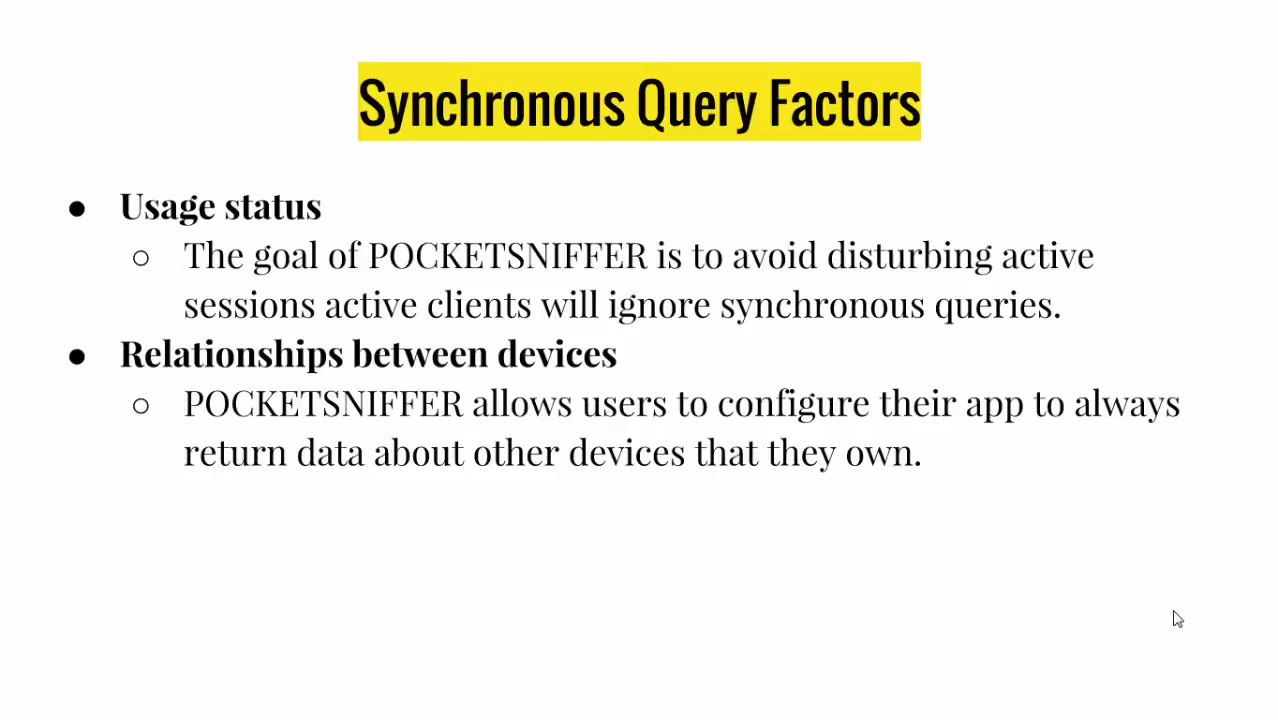 Synchronous Query Factors
● Usage status
○ The goal of POCKETSNIFFER is to avoid disturbing active
sessions active clients will ignore synchronous queries.
● Relationships between devices
○ POCKETSNIFFER allows users to configure their app to always
return data about other devices that they own.